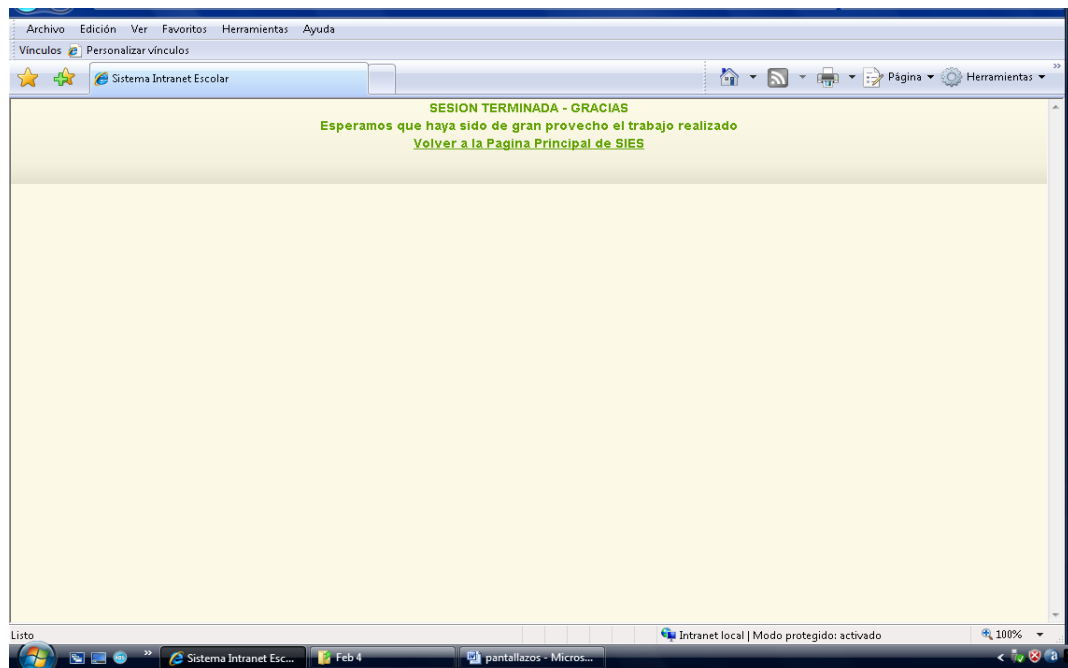 Archivo Edición Ver Favoritos Herramientas Ayuda
Vínculos Personalizar vínculos
Sistema Intranet Escolar Página Herramientas
SESION TERMINADA - GRACIAS
Esperamos que haya sido de gran provecho el trabajo realizado
Volver a la Pagina Principal de SIES
Listo Intranet local | Modo protegido: activado 100%
Sistema Intranet Esc... Feb 4 pantallazos - Micros...